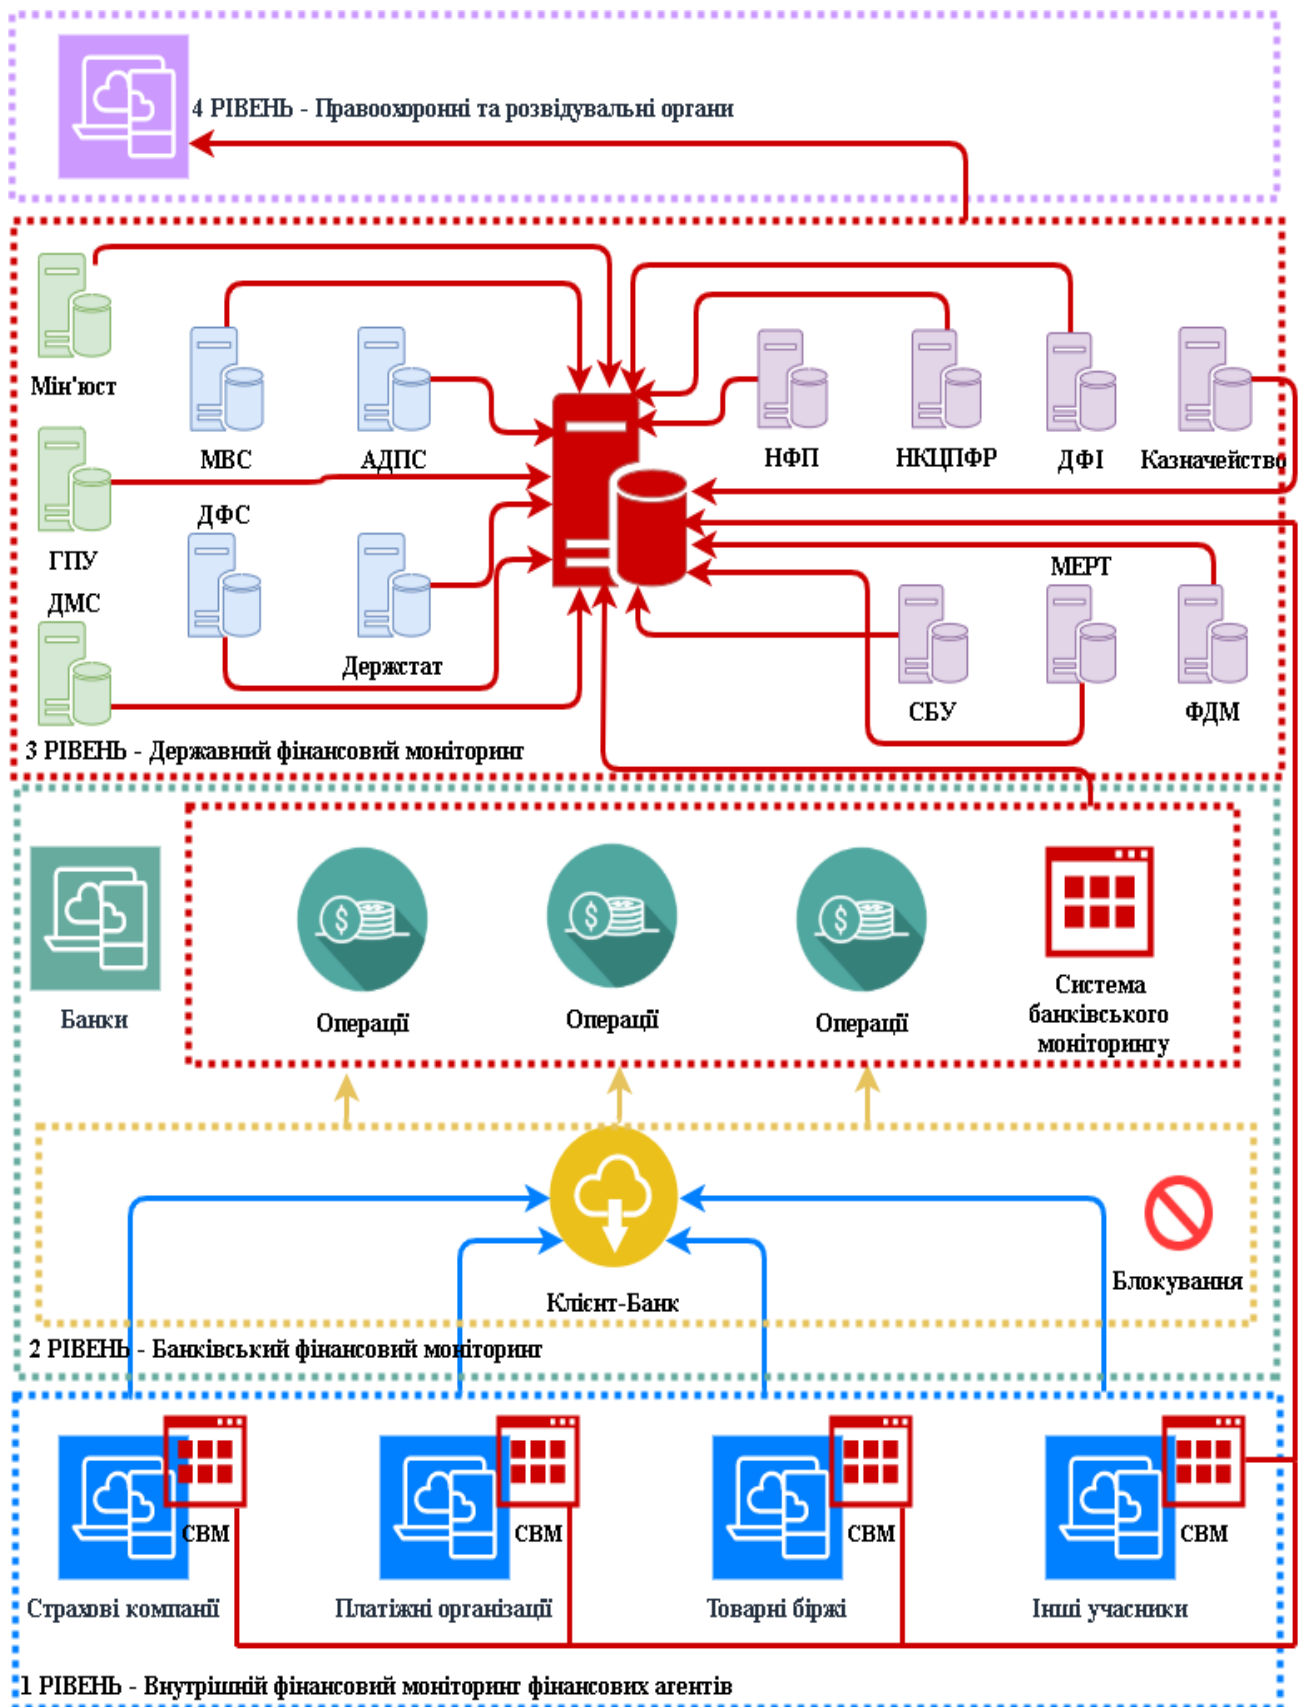 4 РІВЕНЬ - Правоохоронні та розвідувальні органи
Мін'юст
МВС
АДПС
НФП
НКЦПФР
ДФІ
Казначейство
ГПУ
ДФС
ДМС
Держстат
МЕРТ
СБУ
ФДМ
3 РІВЕНЬ - Державний фінансовий моніторинг
Банки
Операції
Операції
Операції
Система
банківського
моніторингу
Клієнт-Банк
Блокування
2 РІВЕНЬ - Банківський фінансовий моніторинг
СВМ
СВМ
СВМ
СВМ
Страхові компанії
Платіжні організації
Товарні біржі
Інші учасники
1 РІВЕНЬ - Внутрішній фінансовий моніторинг фінансових агентів